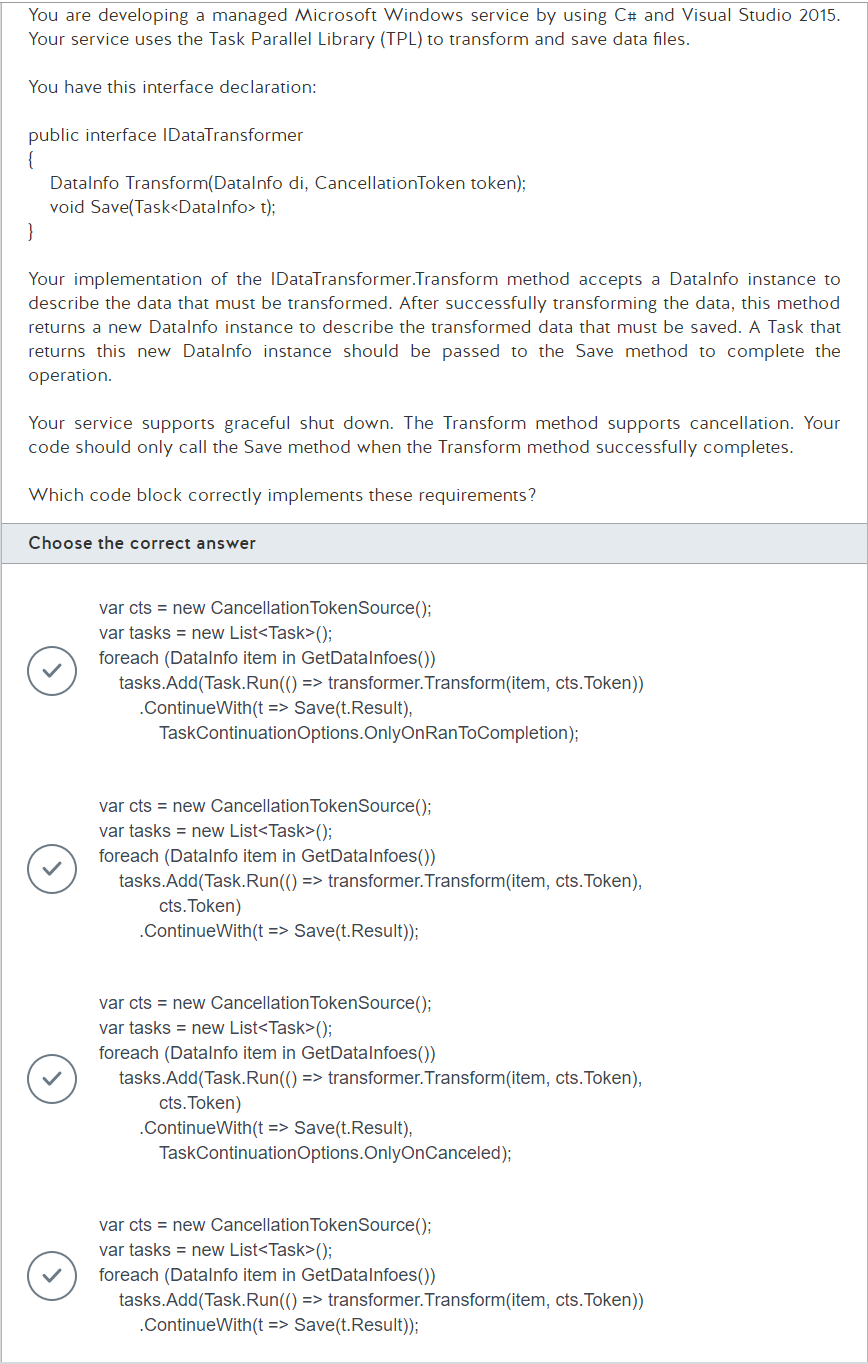 You are developing a managed Microsoft Windows service by using C# and Visual Studio 2015.
Your service uses the Task Parallel Library (TPL) to transform and save data files.
You have this interface declaration:
public interface IDataTransformer
{
DataInfo Transform(DataInfo di, CancellationToken token);
void Save(Task<DataInfo> t);
}
Your implementation of the IDataTransformer.Transform method accepts a DataInfo instance to
describe the data that must be transformed. After successfully transforming the data, this method
returns a new DataInfo instance to describe the transformed data that must be saved. A Task that
returns this new DataInfo instance should be passed to the Save method to complete the
operation.
Your service supports graceful shut down. The Transform method supports cancellation. Your
code should only call the Save method when the Transform method successfully completes.
Which code block correctly implements these requirements?
Choose the correct answer
var cts = new CancellationTokenSource();
var tasks = new List<Task>();
foreach (DataInfo item in GetDataInfoes())
tasks.Add(Task.Run(() => transformer.Transform(item, cts.Token))
.ContinueWith(t => Save(t.Result),
TaskContinuationOptions.OnlyOnRanToCompletion);
var cts = new CancellationTokenSource();
var tasks = new List<Task>();
foreach (DataInfo item in GetDataInfoes())
tasks.Add(Task.Run(() => transformer.Transform(item, cts.Token),
cts.Token)
.ContinueWith(t => Save(t.Result));
var cts = new CancellationTokenSource();
var tasks = new List<Task>();
foreach (DataInfo item in GetDataInfoes())
tasks.Add(Task.Run(() => transformer.Transform(item, cts.Token),
cts.Token)
.ContinueWith(t => Save(t.Result),
TaskContinuationOptions.OnlyOnCanceled);
var cts = new CancellationTokenSource();
var tasks = new List<Task>();
foreach (DataInfo item in GetDataInfoes())
tasks.Add(Task.Run(() => transformer.Transform(item, cts.Token))
.ContinueWith(t => Save(t.Result));